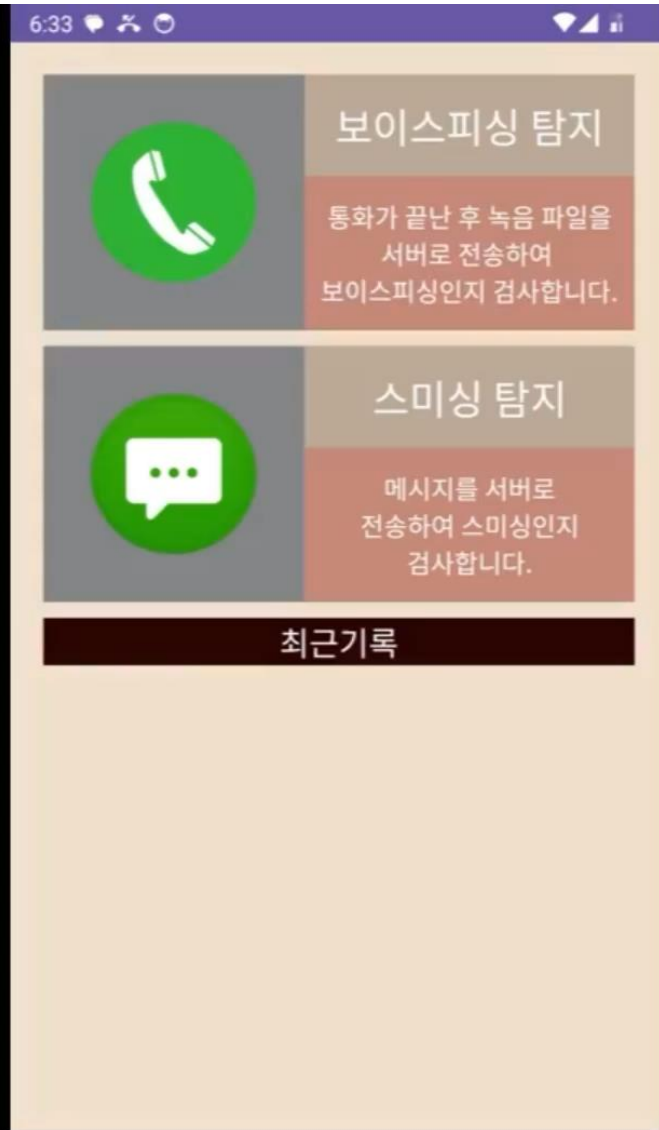 6:33
보이스피싱 탐지
통화가 끝난 후 녹음 파일을
서버로 전송하여
보이스피싱인지 검사합니다.
스미싱 탐지
메시지를 서버로
전송하여 스미싱인지
검사합니다.
최근기록